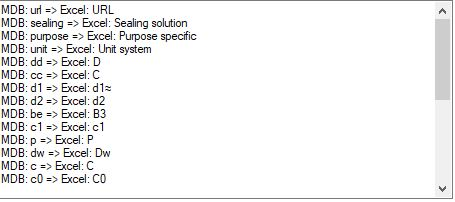 MDB: url => Excel: URL
MDB: sealing => Excel: Sealing solution
MDB: purpose => Excel: Purpose specific
MDB: unit => Excel: Unit system
MDB: dd => Excel: D
MDB: cc => Excel: C
MDB: d1 => Excel: d1≈
MDB: d2 => Excel: d2
MDB: be => Excel: B3
MDB: c1 => Excel: c1
MDB: p => Excel: P
MDB: dw => Excel: Dw
MDB: c => Excel: C
MDB: c0 => Excel: C0